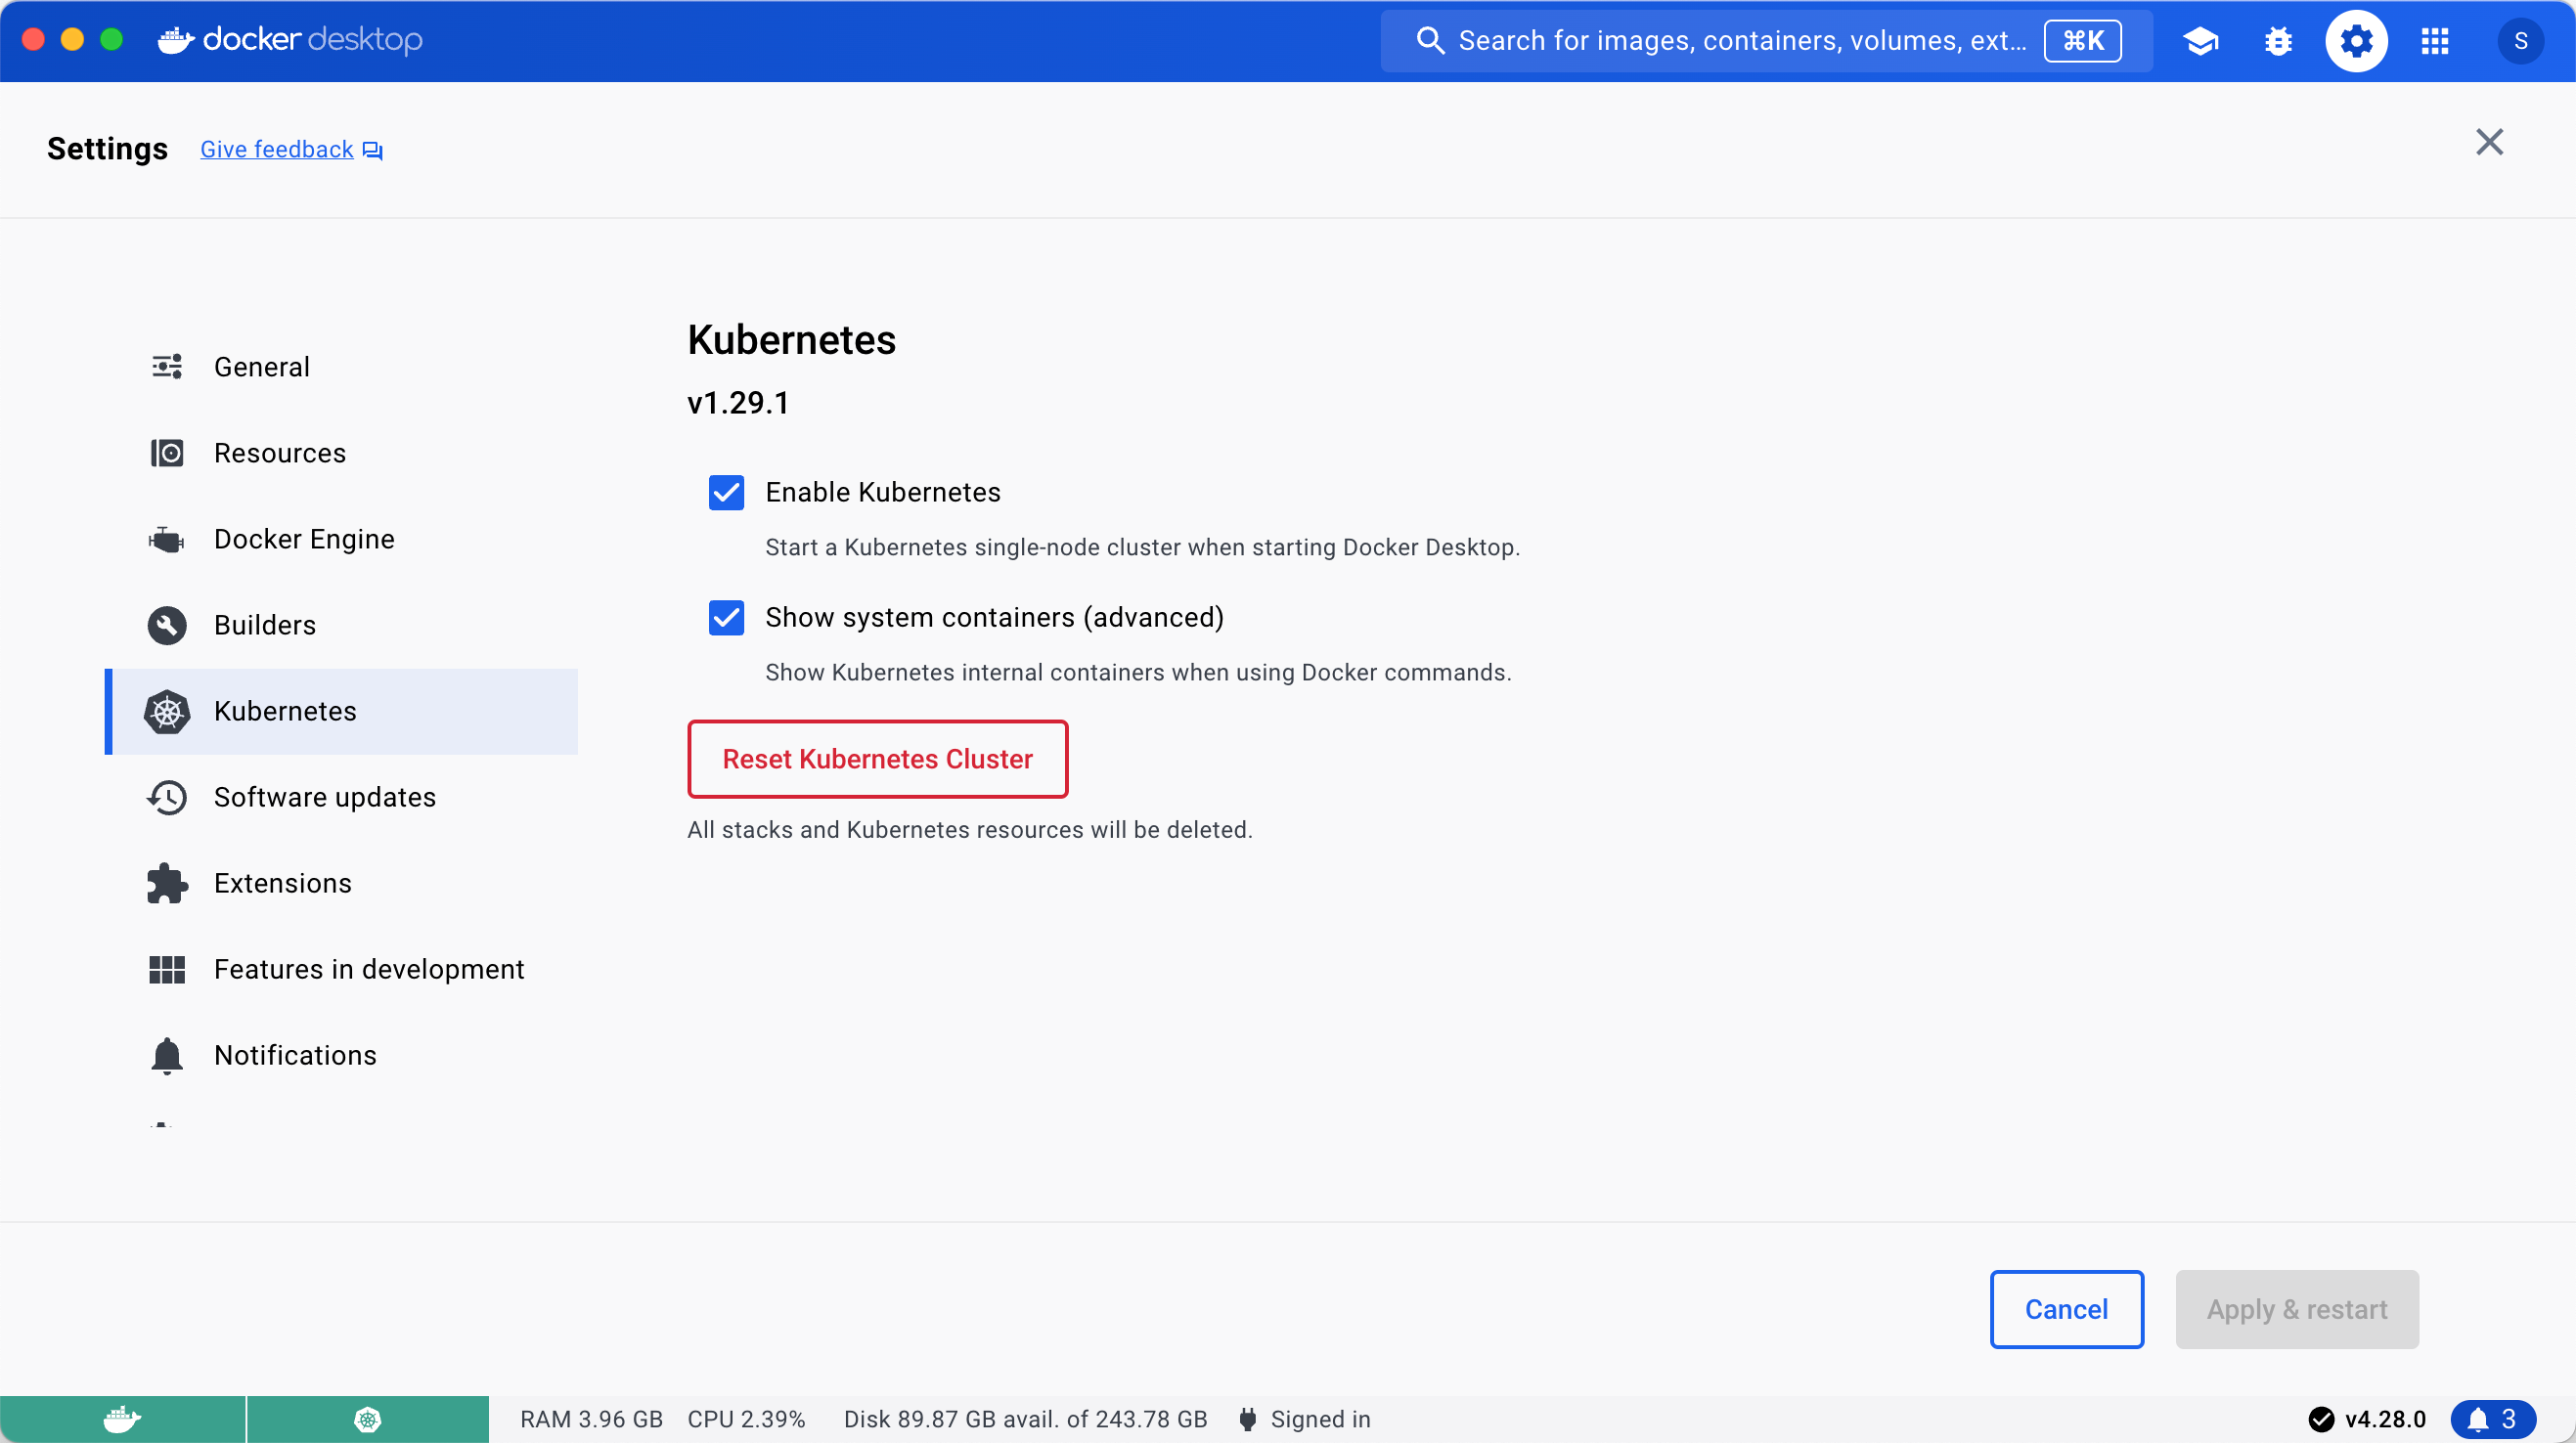 docker desktop
Search for images, containers, volumes, ext... ⌘K
S
Settings
Give feedback
General
Resources
Docker Engine
Builders
Kubernetes
Software updates
Extensions
Features in development
Notifications
Kubernetes
v1.29.1
Enable Kubernetes
Start a Kubernetes single-node cluster when starting Docker Desktop.
Show system containers (advanced)
Show Kubernetes internal containers when using Docker commands.
Reset Kubernetes Cluster
All stacks and Kubernetes resources will be deleted.
Cancel
Apply & restart
RAM 3.96 GB CPU 2.39% Disk 89.87 GB avail. of 243.78 GB Signed in
v4.28.0
3